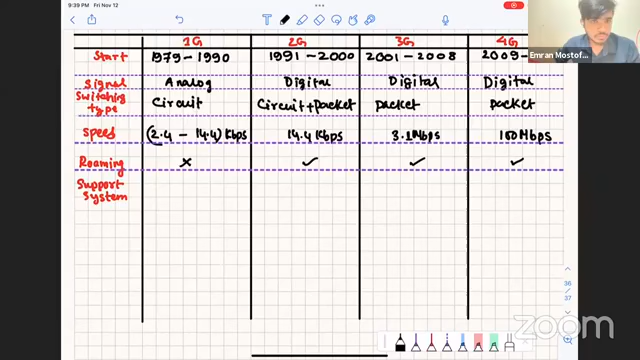 9:39 PM Fri Nov 12
1G 2G 3G 4G
Start 1979-1990 1991-2000 2001-2008 2009-
Signal Analog Digital Digital Digital
Switching type Circuit Circuit+packet packet packet
Speed (2.4 - 14.4) Kbps 14.4 Kbps 3.1 Mbps 100 Mbps
Roaming × ✓ ✓ ✓
Support System
Emran Mostof...
36
/
37
zoom